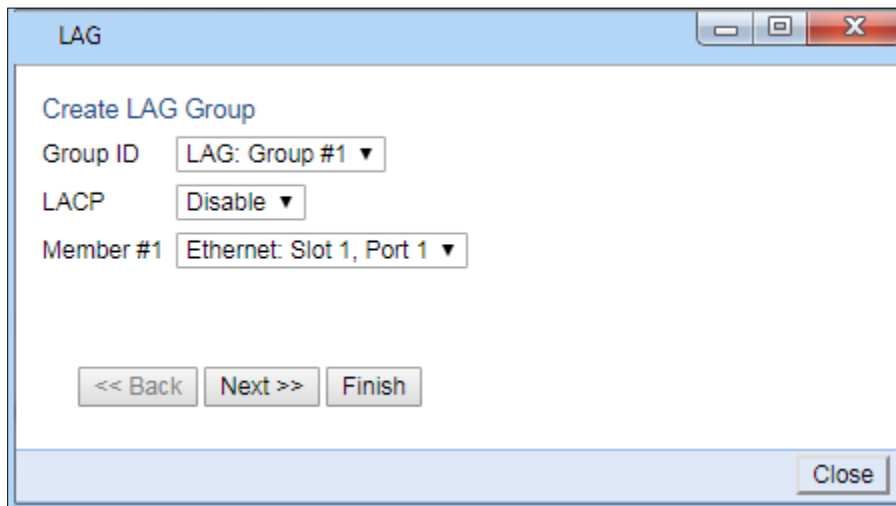 LAG
Create LAG Group
Group ID LAG: Group #1
LACP Disable
Member #1 Ethernet: Slot 1, Port 1
<< Back Next >> Finish
Close